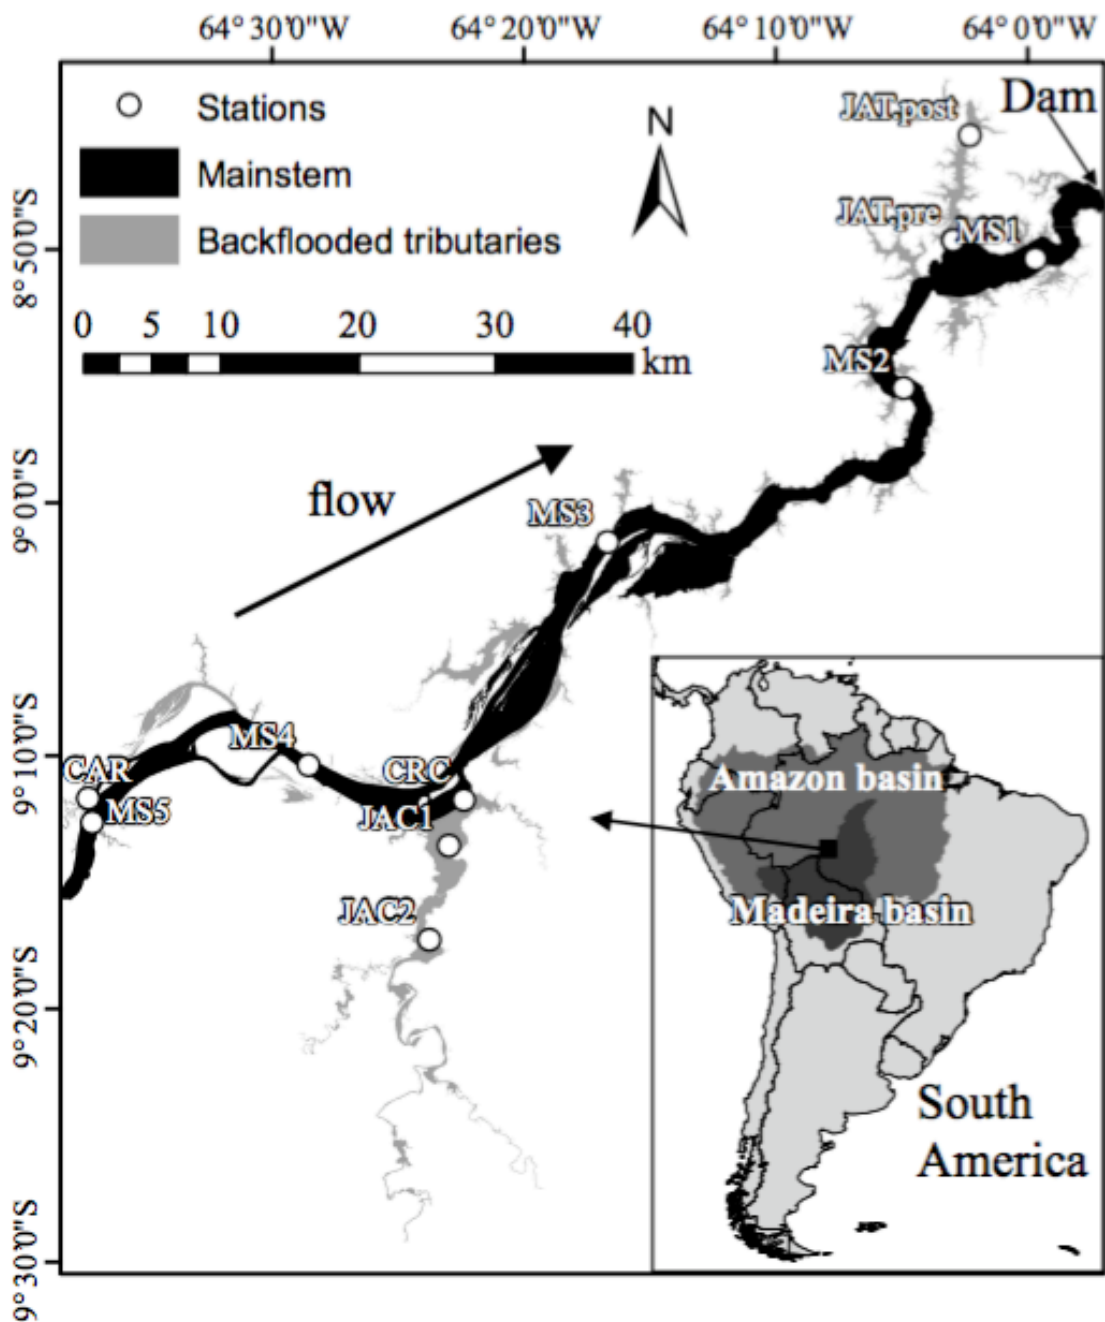 64°30'0"W 64°20'0"W 64°10'0"W 64°0'0"W
Stations
Mainstem
Backflooded tributaries
N
JAT.post
Dam
JAT.pre
MS1
8°50'0"S
0 5 10 20 30 40
km
MS2
flow
9°0'0"S
MS3
MS4
9°10'0"S
CAR
CRC
MS5
JAC1
JAC2
Amazon basin
Madeira basin
9°20'0"S
South
America
9°30'0"S